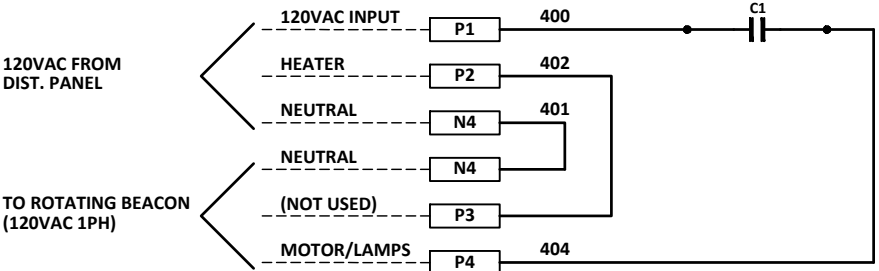 C1
120VAC INPUT P1 400
120VAC FROM
DIST. PANEL
HEATER P2 402
NEUTRAL N4 401
NEUTRAL N4
TO ROTATING BEACON
(120VAC 1PH)
(NOT USED) P3
MOTOR/LAMPS P4 404